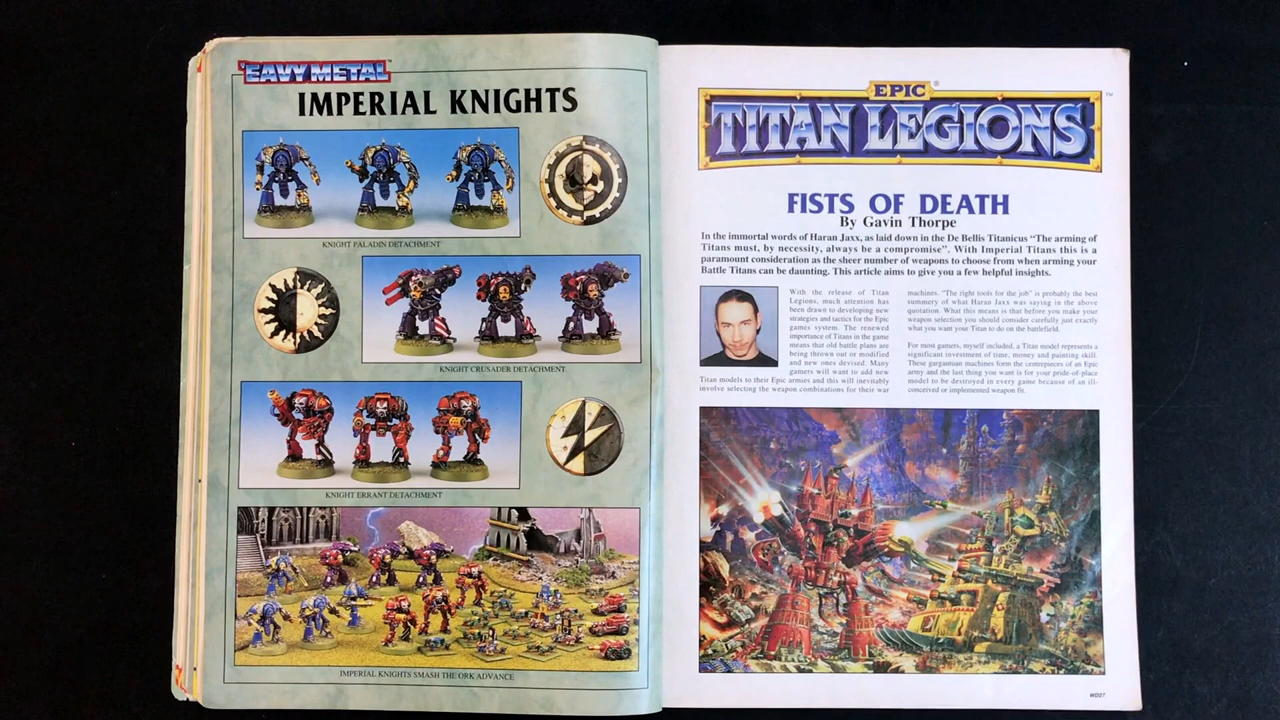 'EAVY METAL
IMPERIAL KNIGHTS
KNIGHT PALADIN DETACHMENT
KNIGHT CRUSADER DETACHMENT
KNIGHT ERRANT DETACHMENT
IMPERIAL KNIGHTS SMASH THE ORK ADVANCE
EPIC ®
TITAN LEGIONS ™
FISTS OF DEATH
By Gavin Thorpe
In the immortal words of Haran Jaxx, as laid down in the De Bellis Titanicus “The arming of
Titans must, by necessity, always be a compromise”. With Imperial Titans this is a
paramount consideration as the sheer number of weapons to choose from when arming your
Battle Titans can be daunting. This article aims to give you a few helpful insights.
With the release of Titan
Legions, much attention has
been drawn to developing new
strategies and tactics for the Epic
games system. The renewed
importance of Titans in the game
means that old battle plans are
being thrown out or modified
and new ones devised. Many
gamers will want to add new
Titan models to their Epic armies and this will inevitably
involve selecting the weapon combinations for their war
machines. “The right tools for the job” is probably the best
summery of what Haran Jaxx was saying in the above
quotation. What this means is that before you make your
weapon selection you should consider carefully just exactly
what you want your Titan to do on the battlefield.
For most gamers, myself included, a Titan model represents a
significant investment of time, money and painting skill.
These gargantuan machines form the centrepieces of an Epic
army and the last thing you want is for your pride-of-place
model to be destroyed in every game because of an ill-
conceived or implemented weapon fit.
WD27